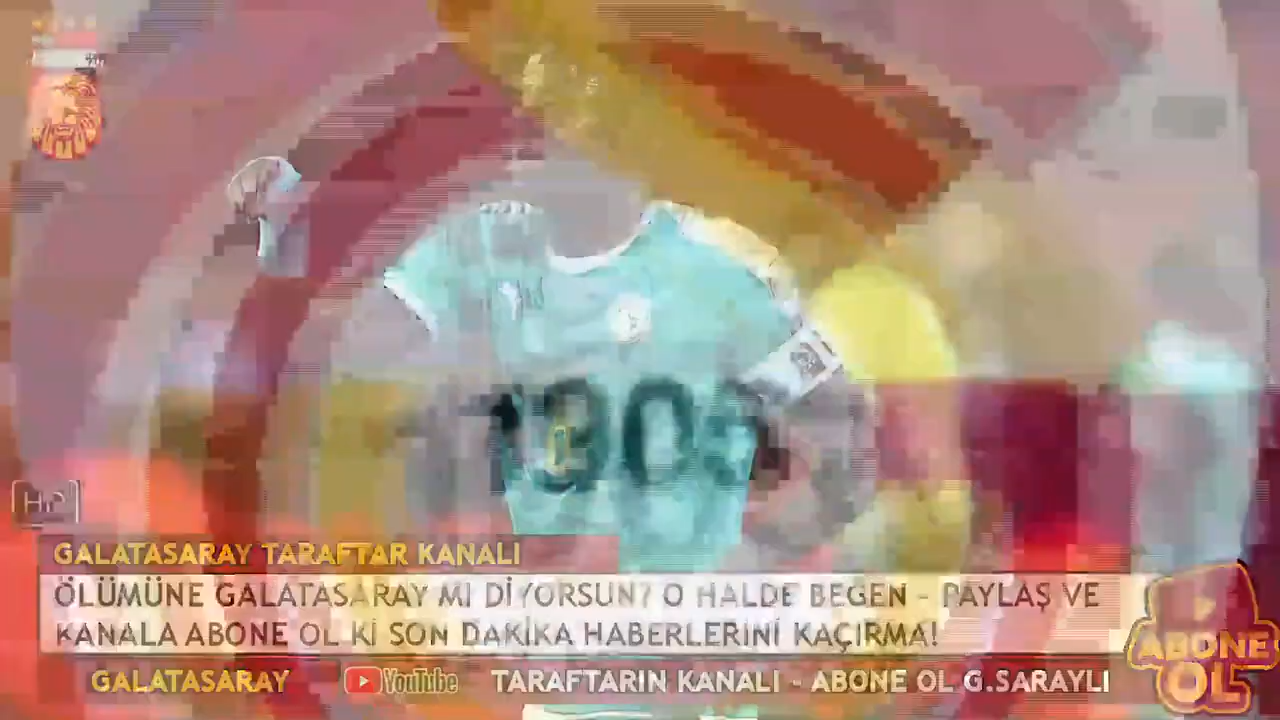 GALATASARAY TARAFTAR KANALI
ÖLÜMÜNE GALATASARAY MI DİYORSUN? O HALDE BEĞEN - PAYLAŞ VE
KANALA ABONE OL Kİ SON DAKİKA HABERLERİNİ KAÇIRMA!
GALATASARAY YouTube TARAFTARIN KANALI - ABONE OL G.SARAYLI
ABONE
OL